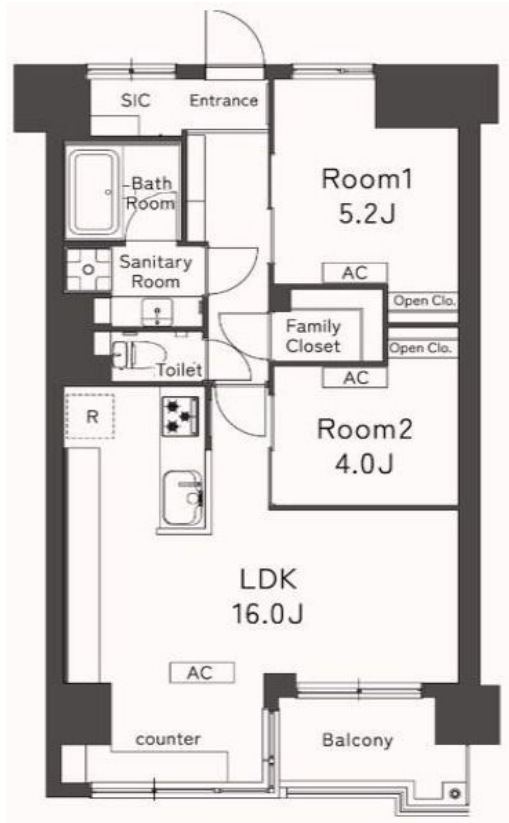 SIC
Entrance
Bath
Room
Room1
5.2J
Sanitary
Room
AC
Open Clo.
Family
Closet
Open Clo.
Toilet
AC
R
Room2
4.0J
LDK
16.0J
AC
counter
Balcony